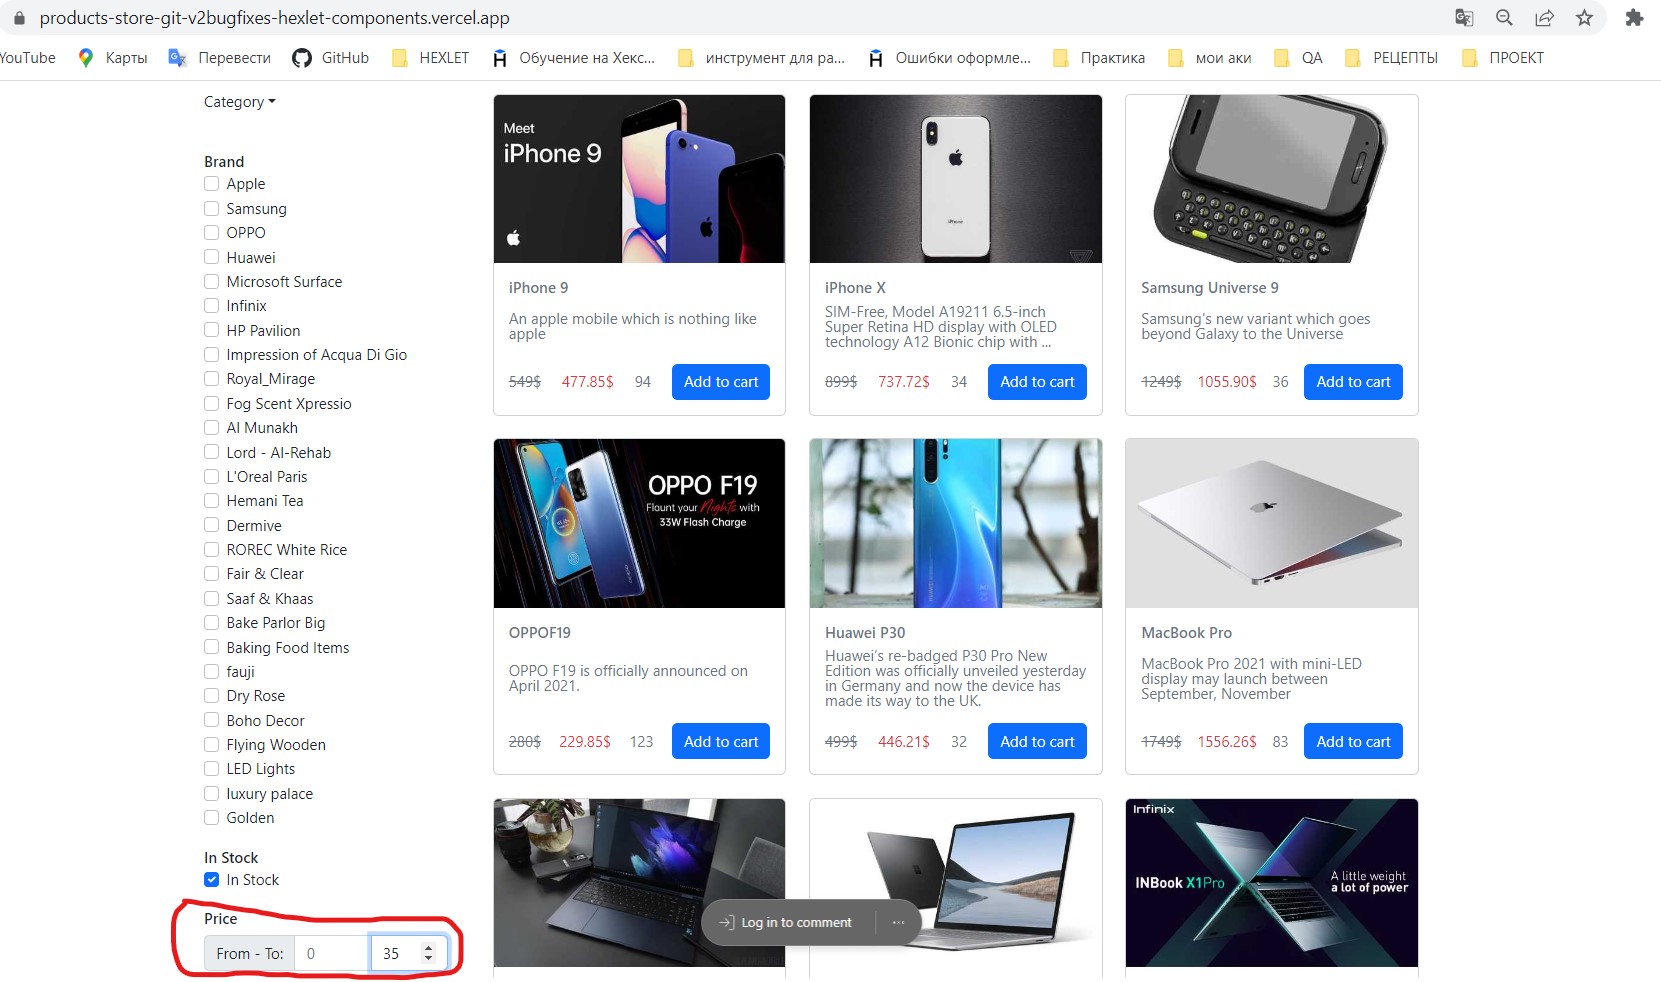 products-store-git-v2bugfixes-hexlet-components.vercel.app
YouTube Карты Перевести GitHub HEXLET Обучение на Хекс... инструмент для ра... Ошибки оформле... Практика мои аки QA РЕЦЕПТЫ ПРОЕКТ
Category
Brand
Apple
Samsung
OPPO
Huawei
Microsoft Surface
Infinix
HP Pavilion
Impression of Acqua Di Gio
Royal_Mirage
Fog Scent Xpressio
Al Munakh
Lord - Al-Rehab
L'Oreal Paris
Hemani Tea
Dermive
ROREC White Rice
Fair & Clear
Saaf & Khaas
Bake Parlor Big
Baking Food Items
fauji
Dry Rose
Boho Decor
Flying Wooden
LED Lights
luxury palace
Golden
In Stock
In Stock
Price
From - To: 0 35
Meet
iPhone 9
iPhone 9
An apple mobile which is nothing like
apple
549$ 477.85$ 94 Add to cart
iPhone
iPhone X
SIM-Free, Model A19211 6.5-inch
Super Retina HD display with OLED
technology A12 Bionic chip with ...
899$ 737.72$ 34 Add to cart
Samsung Universe 9
Samsung's new variant which goes
beyond Galaxy to the Universe
1249$ 1055.90$ 36 Add to cart
OPPO F19
Flaunt your Nights with
33W Flash Charge
OPPOF19
OPPO F19 is officially announced on
April 2021.
280$ 229.85$ 123 Add to cart
Huawei P30
Huawei's re-badged P30 Pro New
Edition was officially unveiled yesterday
in Germany and now the device has
made its way to the UK.
499$ 446.21$ 32 Add to cart
MacBook Pro
MacBook Pro 2021 with mini-LED
display may launch between
September, November
1749$ 1556.26$ 83 Add to cart
Infinix
INBook X1Pro
A little weight
a lot of power
Log in to comment ...